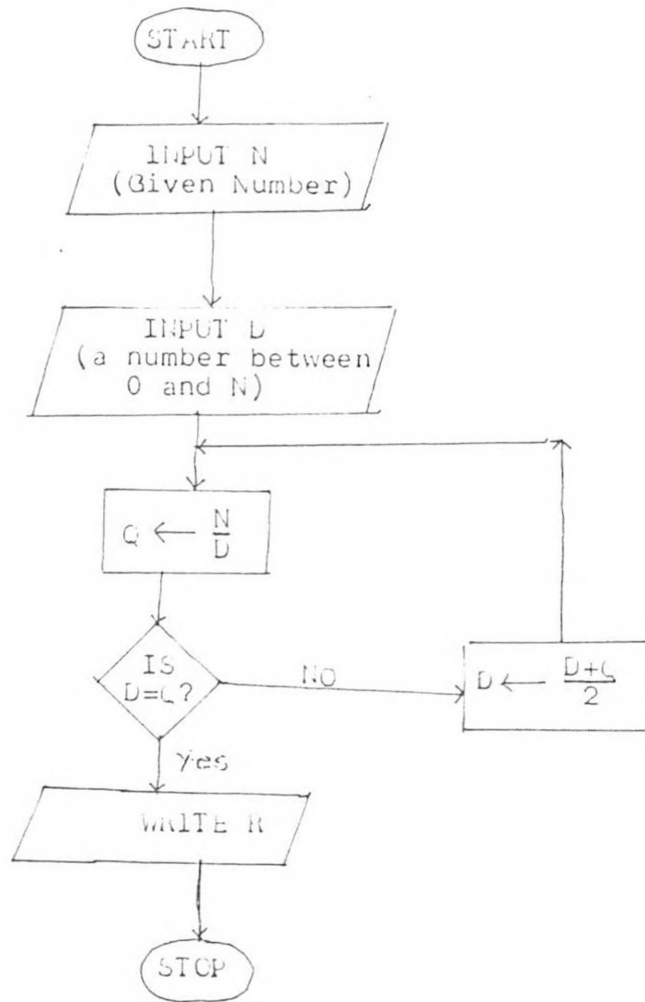 START
INPUT N
(Given Number)
INPUT D
(a number between
0 and N)
Q ← N/D
IS
D=Q?
NO
D ← D+Q/2
Yes
WRITE R
STOP